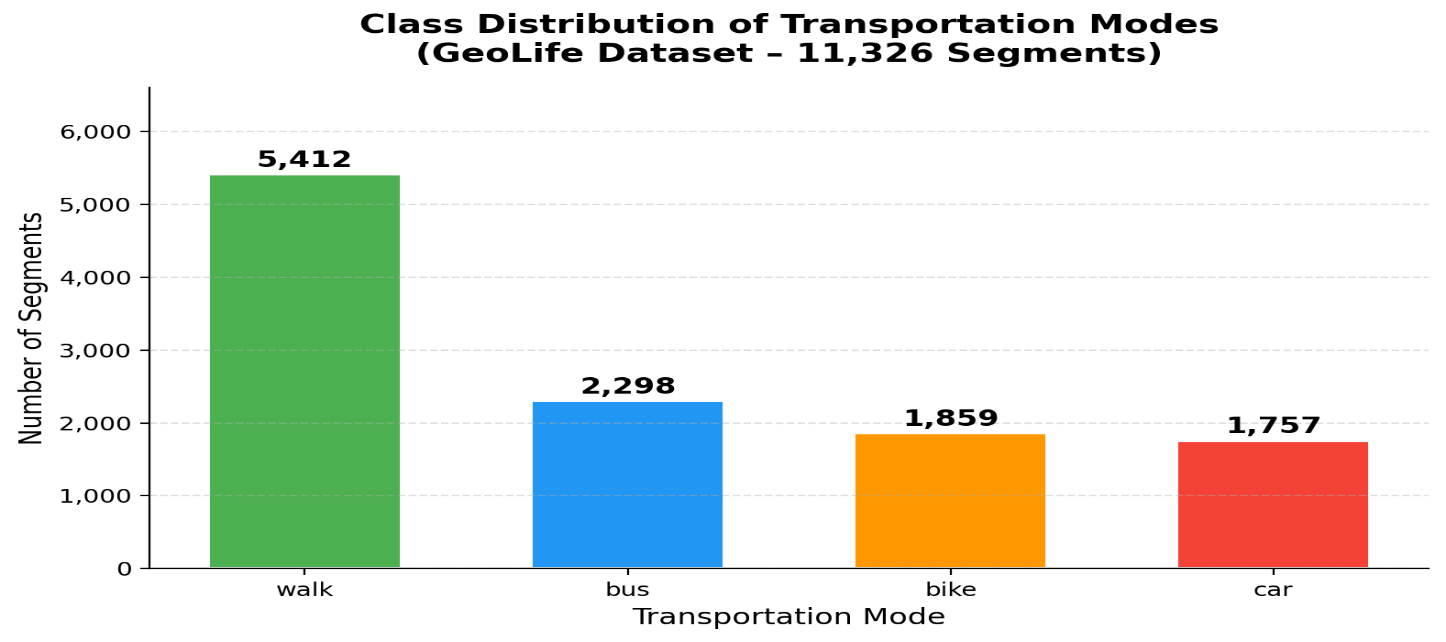 Class Distribution of Transportation Modes
(GeoLife Dataset – 11,326 Segments)
Number of Segments
6,000
5,000
4,000
3,000
2,000
1,000
0
5,412
2,298
1,859
1,757
walk
bus
bike
car
Transportation Mode